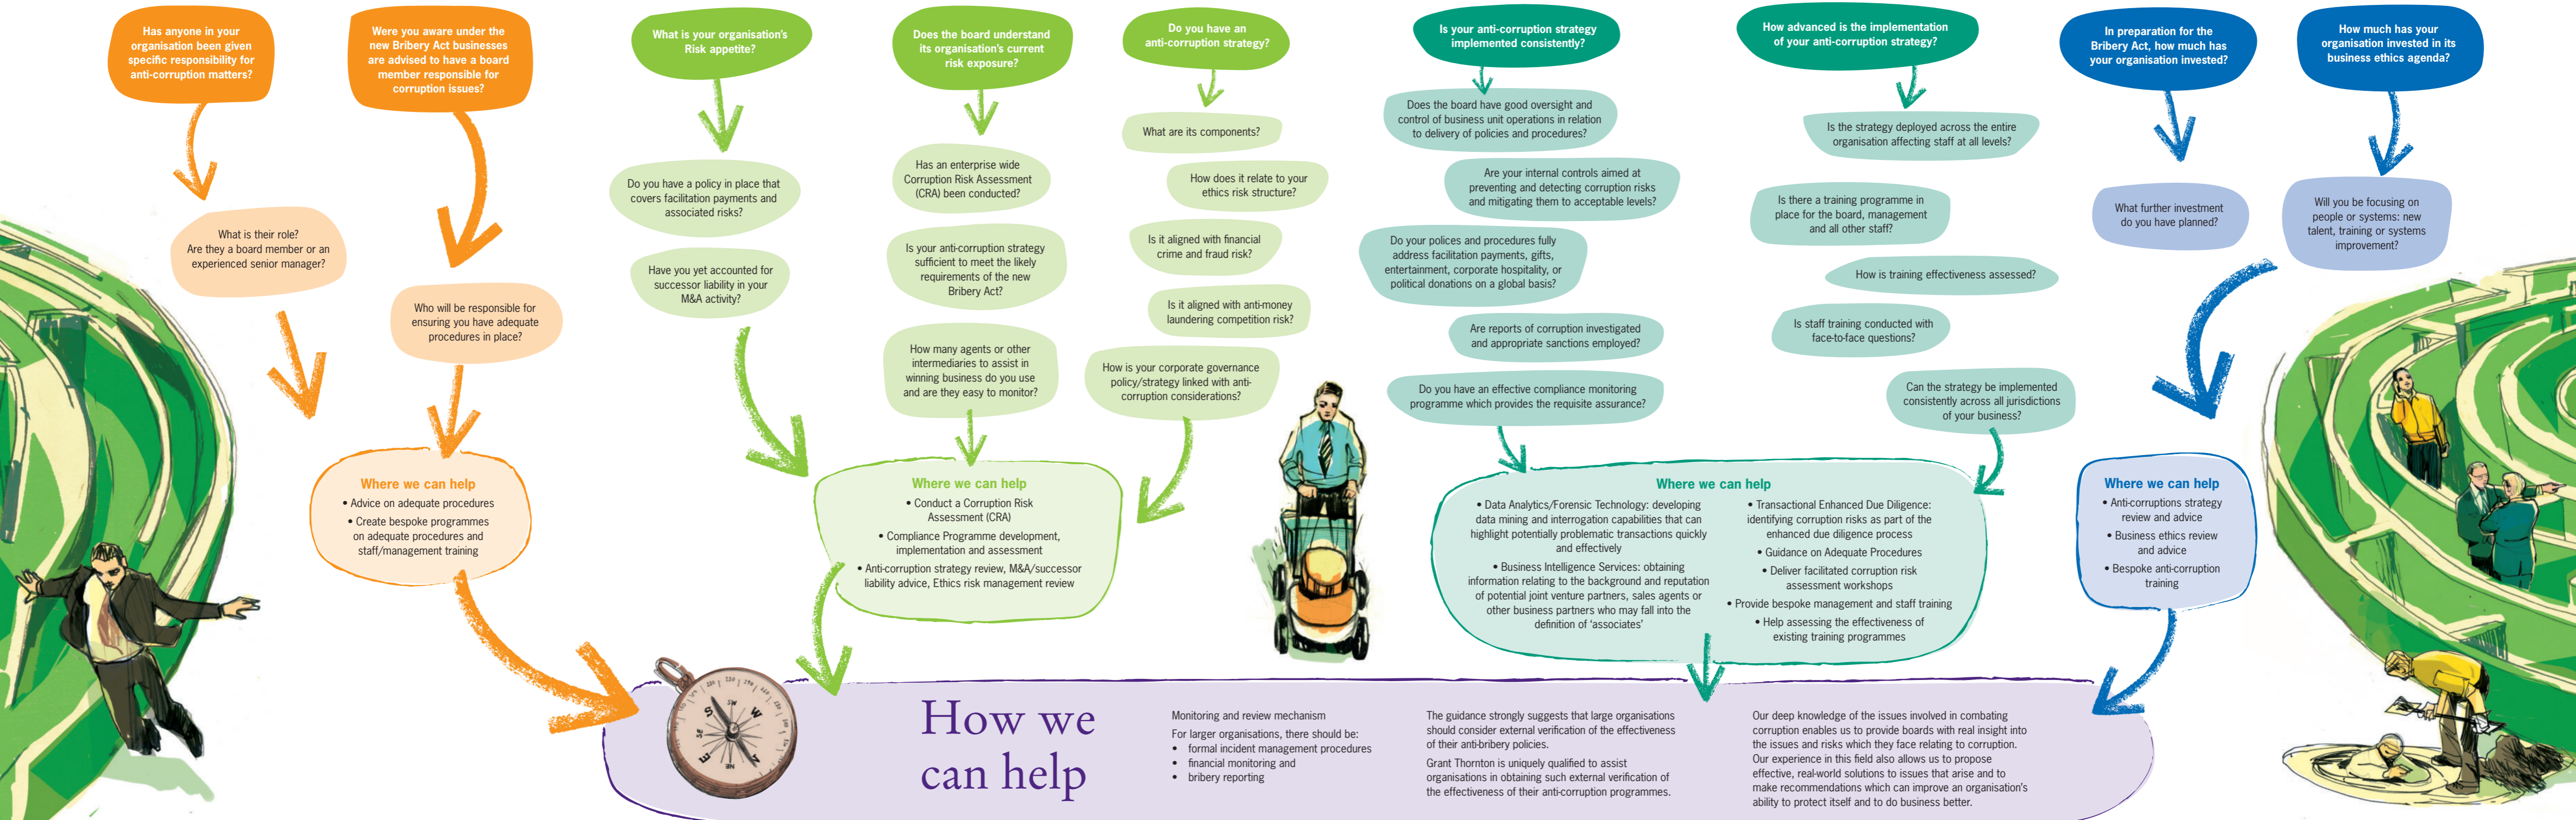 Has anyone in your
organisation been given
specific responsibility for
anti-corruption matters?
What is their role?
Are they a board member or an
experienced senior manager?
Were you aware under the
new Bribery Act businesses
are advised to have a board
member responsible for
corruption issues?
Who will be responsible for
ensuring you have adequate
procedures in place?
Where we can help
• Advice on adequate procedures
• Create bespoke programmes
on adequate procedures and
staff/management training
What is your organisation's
Risk appetite?
Do you have a policy in place that
covers facilitation payments and
associated risks?
Have you yet accounted for
successor liability in your
M&A activity?
Does the board understand
its organisation's current
risk exposure?
Has an enterprise wide
Corruption Risk Assessment
(CRA) been conducted?
Is your anti-corruption strategy
sufficient to meet the likely
requirements of the new
Bribery Act?
How many agents or other
intermediaries to assist in
winning business do you use
and are they easy to monitor?
Do you have an
anti-corruption strategy?
What are its components?
How does it relate to your
ethics risk structure?
Is it aligned with financial
crime and fraud risk?
Is it aligned with anti-money
laundering competition risk?
How is your corporate governance
policy/strategy linked with anti-
corruption considerations?
Where we can help
• Conduct a Corruption Risk
Assessment (CRA)
• Compliance Programme development,
implementation and assessment
• Anti-corruption strategy review, M&A/successor
liability advice, Ethics risk management review
Is your anti-corruption strategy
implemented consistently?
Does the board have good oversight and
control of business unit operations in relation
to delivery of policies and procedures?
Are your internal controls aimed at
preventing and detecting corruption risks
and mitigating them to acceptable levels?
Do your polices and procedures fully
address facilitation payments, gifts,
entertainment, corporate hospitality, or
political donations on a global basis?
Are reports of corruption investigated
and appropriate sanctions employed?
Do you have an effective compliance monitoring
programme which provides the requisite assurance?
How advanced is the implementation
of your anti-corruption strategy?
Is the strategy deployed across the entire
organisation affecting staff at all levels?
Is there a training programme in
place for the board, management
and all other staff?
How is training effectiveness assessed?
Is staff training conducted with
face-to-face questions?
Can the strategy be implemented
consistently across all jurisdictions
of your business?
Where we can help
• Data Analytics/Forensic Technology: developing
data mining and interrogation capabilities that can
highlight potentially problematic transactions quickly
and effectively
• Business Intelligence Services: obtaining
information relating to the background and reputation
of potential joint venture partners, sales agents or
other business partners who may fall into the
definition of 'associates'
• Transactional Enhanced Due Diligence:
identifying corruption risks as part of the
enhanced due diligence process
• Guidance on Adequate Procedures
• Deliver facilitated corruption risk
assessment workshops
• Provide bespoke management and staff training
• Help assessing the effectiveness of
existing training programmes
In preparation for the
Bribery Act, how much has
your organisation invested?
What further investment
do you have planned?
How much has your
organisation invested in its
business ethics agenda?
Will you be focusing on
people or systems: new
talent, training or systems
improvement?
Where we can help
• Anti-corruptions strategy
review and advice
• Business ethics review
and advice
• Bespoke anti-corruption
training
S
SW
W
SE
E
NE
How we
can help
Monitoring and review mechanism
For larger organisations, there should be:
• formal incident management procedures
• financial monitoring and
• bribery reporting
The guidance strongly suggests that large organisations
should consider external verification of the effectiveness
of their anti-bribery policies.
Grant Thornton is uniquely qualified to assist
organisations in obtaining such external verification of
the effectiveness of their anti-corruption programmes.
Our deep knowledge of the issues involved in combating
corruption enables us to provide boards with real insight into
the issues and risks which they face relating to corruption.
Our experience in this field also allows us to propose
effective, real-world solutions to issues that arise and to
make recommendations which can improve an organisation's
ability to protect itself and to do business better.